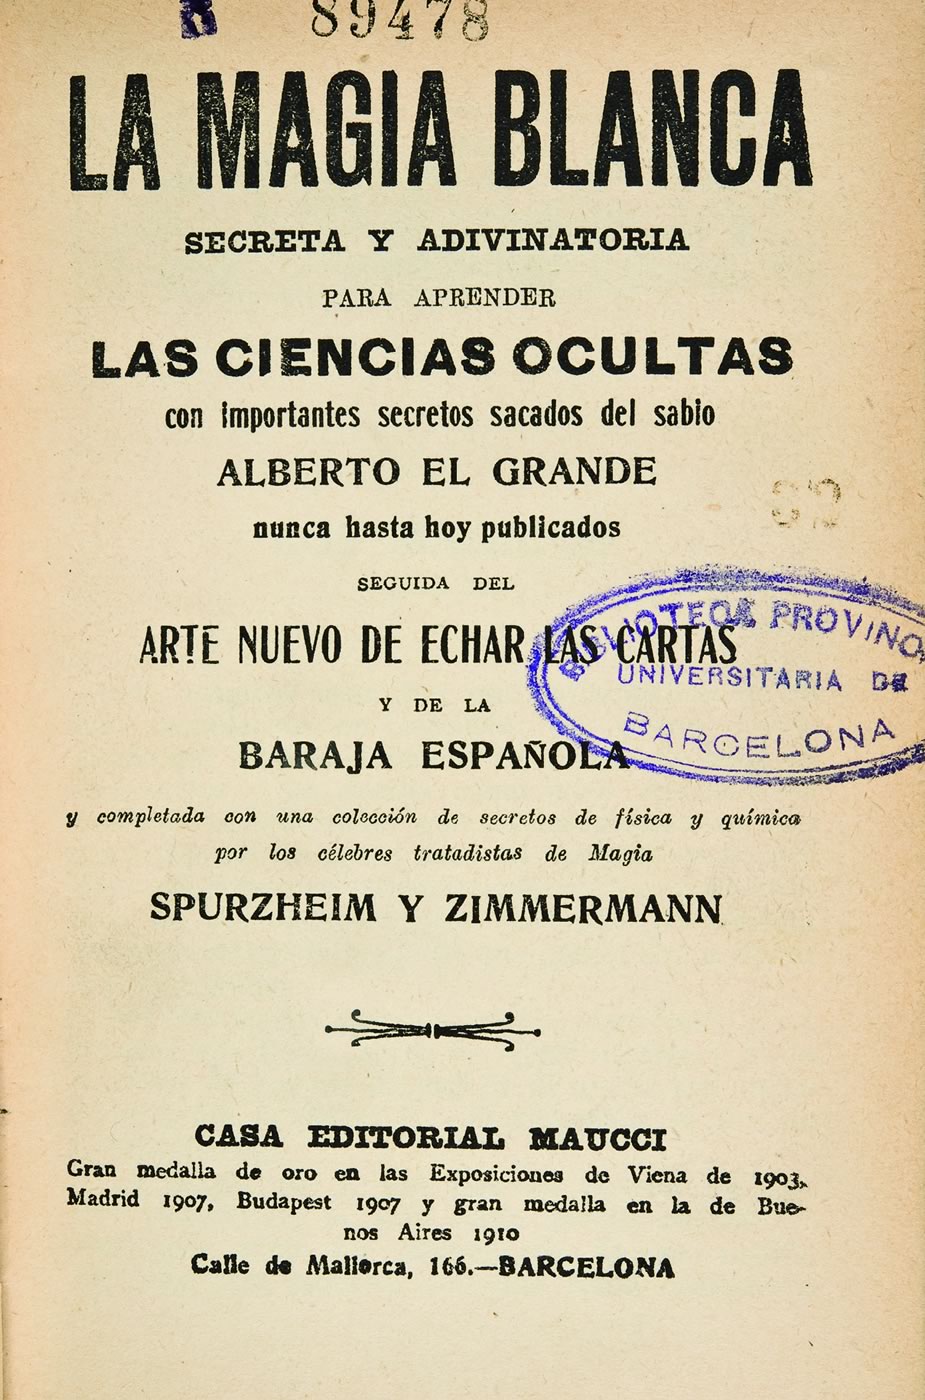 89478
LA MAGIA BLANCA
SECRETA Y ADIVINATORIA
PARA APRENDER
LAS CIENCIAS OCULTAS
con importantes secretos sacados del sabio
ALBERTO EL GRANDE
nunca hasta hoy publicados
SEGUIDA DEL
ARTE NUEVO DE ECHAR LAS CARTAS
Y DE LA
BARAJA ESPAÑOLA
y completada con una colección de secretos de física y química
por los célebres tratadistas de Magia
SPURZHEIM Y ZIMMERMANN
BIBLIOTECA PROVINC
UNIVERSITARIA DE
BARCELONA
CASA EDITORIAL MAUCCI
Gran medalla de oro en las Exposiciones de Viena de 1903,
Madrid 1907, Budapest 1907 y gran medalla en la de Bue-
nos Aires 1910
Calle de Mallorca, 166.—BARCELONA